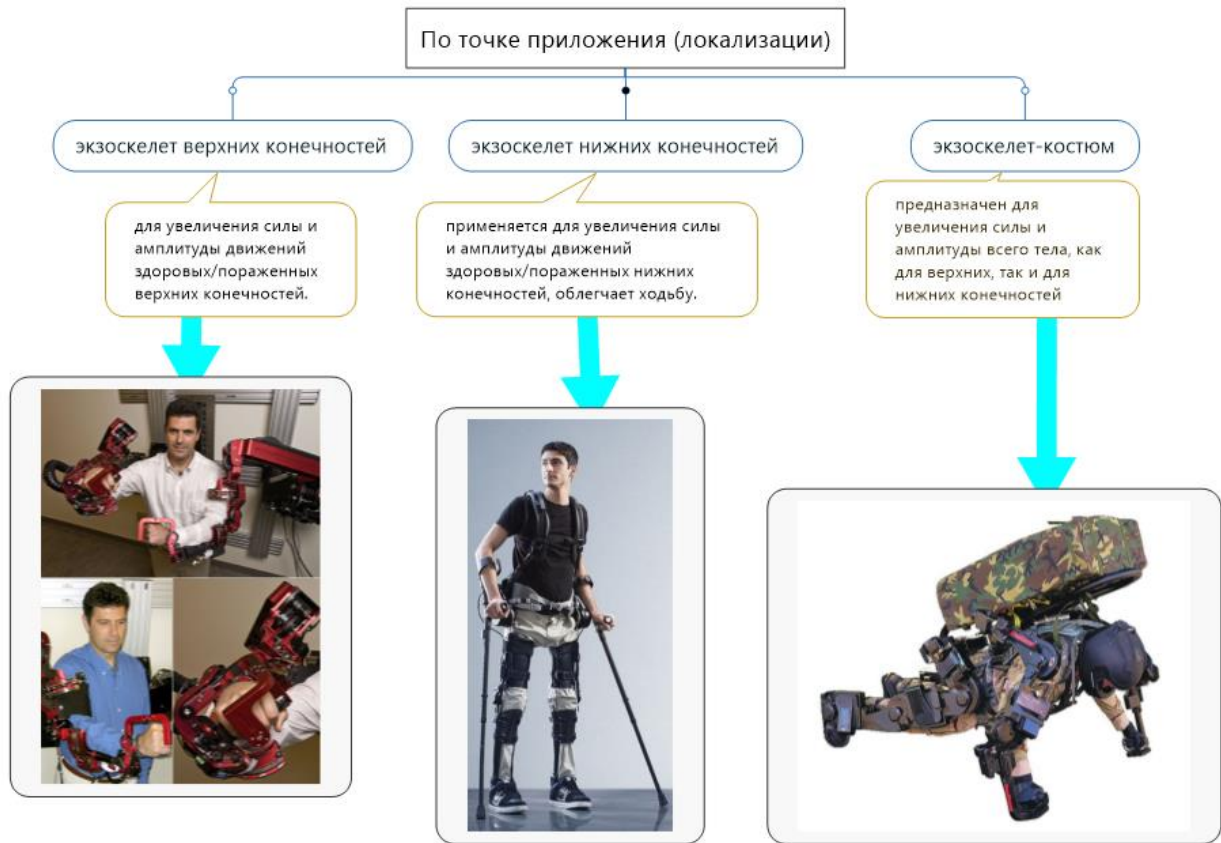 По точке приложения (локализации)
экзоскелет верхних конечностей
экзоскелет нижних конечностей
экзоскелет-костюм
для увеличения силы и
амплитуды движений
здоровых/пораженных
верхних конечностей.
применяется для увеличения силы
и амплитуды движений
здоровых/пораженных нижних
конечностей, облегчает ходьбу.
предназначен для
увеличения силы и
амплитуды всего тела, как
для верхних, так и для
нижних конечностей